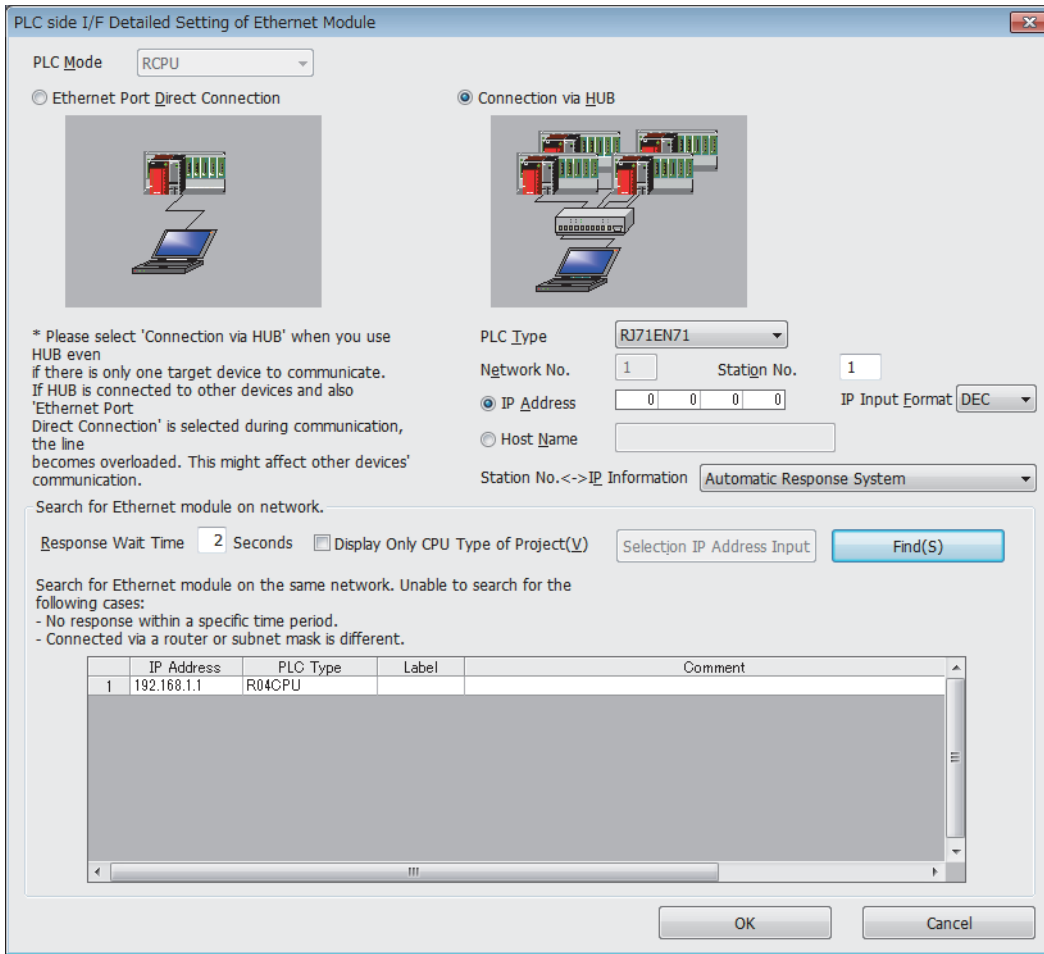 PLC side I/F Detailed Setting of Ethernet Module
PLC Mode RCPU
Ethernet Port Direct Connection
Connection via HUB
* Please select 'Connection via HUB' when you use
HUB even
if there is only one target device to communicate.
If HUB is connected to other devices and also
'Ethernet Port
Direct Connection' is selected during communication,
the line
becomes overloaded. This might affect other devices'
communication.
PLC Type RJ71EN71
Network No. 1 Station No. 1
IP Address 0 0 0 0 IP Input Format DEC
Host Name
Station No.<->IP Information Automatic Response System
Search for Ethernet module on network.
Response Wait Time 2 Seconds Display Only CPU Type of Project(V) Selection IP Address Input Find(S)
Search for Ethernet module on the same network. Unable to search for the
following cases:
- No response within a specific time period.
- Connected via a router or subnet mask is different.
IP Address PLC Type Label Comment
1 192.168.1.1 R04CPU
OK Cancel